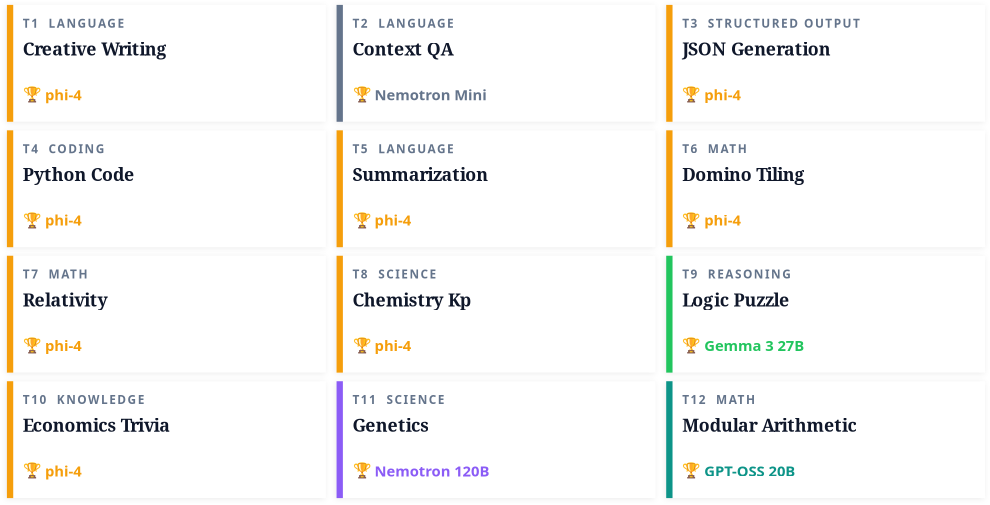 T1 LANGUAGE
Creative Writing
🏆 phi-4
T2 LANGUAGE
Context QA
🏆 Nemotron Mini
T3 STRUCTURED OUTPUT
JSON Generation
🏆 phi-4
T4 CODING
Python Code
🏆 phi-4
T5 LANGUAGE
Summarization
🏆 phi-4
T6 MATH
Domino Tiling
🏆 phi-4
T7 MATH
Relativity
🏆 phi-4
T8 SCIENCE
Chemistry Kp
🏆 phi-4
T9 REASONING
Logic Puzzle
🏆 Gemma 3 27B
T10 KNOWLEDGE
Economics Trivia
🏆 phi-4
T11 SCIENCE
Genetics
🏆 Nemotron 120B
T12 MATH
Modular Arithmetic
🏆 GPT-OSS 20B